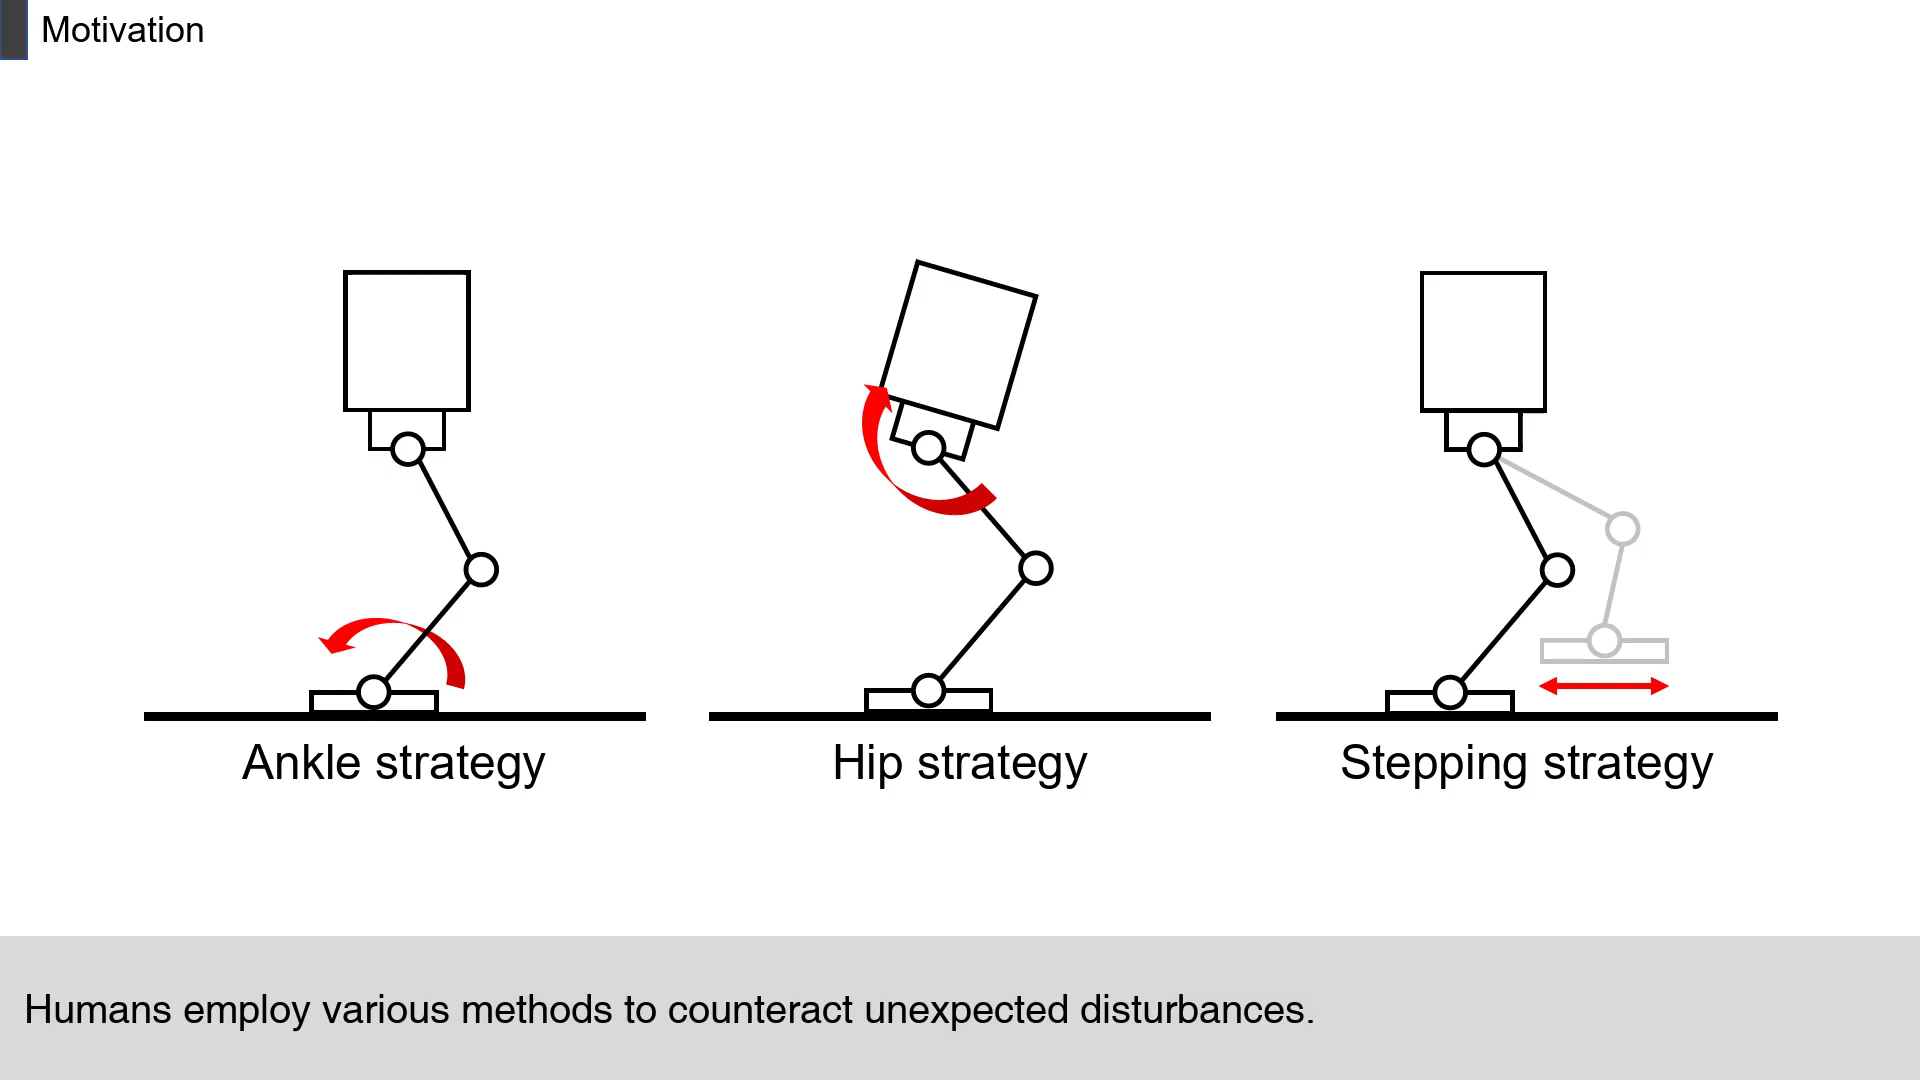 Motivation
Ankle strategy
Hip strategy
Stepping strategy
Humans employ various methods to counteract unexpected disturbances.